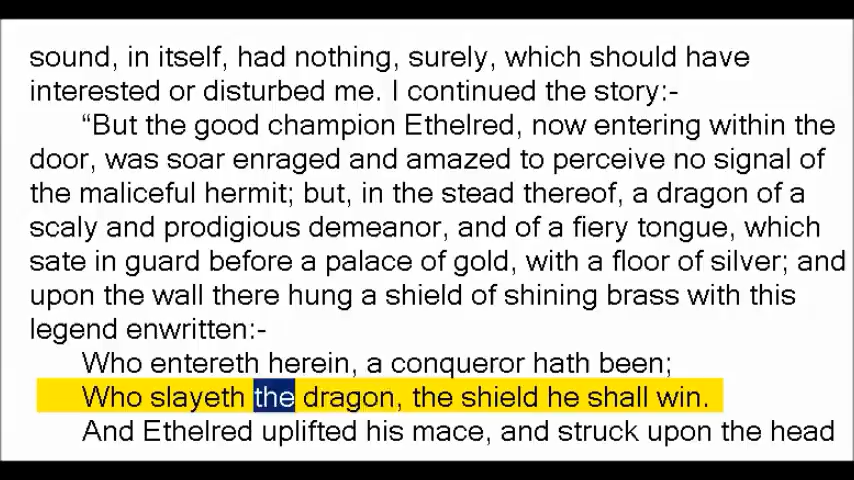 sound, in itself, had nothing, surely, which should have
interested or disturbed me. I continued the story:-
“But the good champion Ethelred, now entering within the
door, was soar enraged and amazed to perceive no signal of
the maliceful hermit; but, in the stead thereof, a dragon of a
scaly and prodigious demeanor, and of a fiery tongue, which
sate in guard before a palace of gold, with a floor of silver; and
upon the wall there hung a shield of shining brass with this
legend enwritten:-
Who entereth herein, a conqueror hath been;
Who slayeth the dragon, the shield he shall win.
And Ethelred uplifted his mace, and struck upon the head